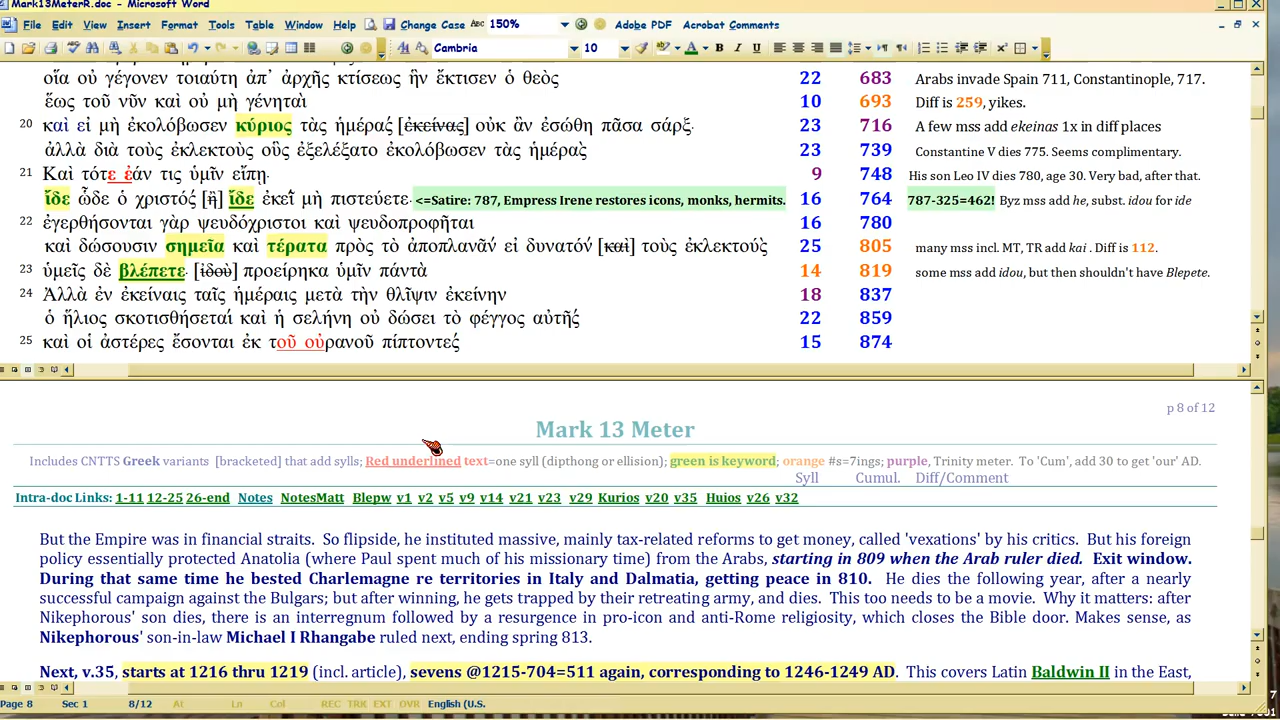 Mark13MeterR.doc - Microsoft Word
File Edit View Insert Format Tools Table Window Help Change Case ABC 150% Adobe PDF Acrobat Comments
Cambria 10 B I U
οἵα οὐ γέγονεν τοιαύτη ἀπ᾽ ἀρχῆς κτίσεως ἣν ἔκτισεν ὁ θεὸς 22 683 Arabs invade Spain 711, Constantinople, 717.
ἕως τοῦ νῦν καὶ οὐ μὴ γένηταὶ 10 693 Diff is 259, yikes.
20 καὶ εἰ μὴ ἐκολόβωσεν κύριος τὰς ἡμέρας [ἐκείνας] οὐκ ἂν ἐσώθη πᾶσα σάρξ· 23 716 A few mss add ekeinas 1x in diff places
ἀλλὰ διὰ τοὺς ἐκλεκτοὺς οὓς ἐξελέξατο ἐκολόβωσεν τὰς ἡμέρας 23 739 Constantine V dies 775. Seems complimentary.
21 Καὶ τότε ἐάν τις ὑμῖν εἴπῃ· 9 748 His son Leo IV dies 780, age 30. Very bad, after that.
ἴδε ὧδε ὁ χριστός [ἢ] ἴδε ἐκεῖ μὴ πιστεύετε· <=Satire: 787, Empress Irene restores icons, monks, hermits. 16 764 787-325=462! Byz mss add he, subst. idou for ide
22 ἐγερθήσονται γὰρ ψευδόχριστοι καὶ ψευδοπροφῆται 16 780
καὶ δώσουσιν σημεῖα καὶ τέρατα πρὸς τὸ ἀποπλανᾶν εἰ δυνατόν [καὶ] τοὺς ἐκλεκτούς 25 805 many mss incl. MT, TR add kai . Diff is 112.
23 ὑμεῖς δὲ βλέπετε· [ἰδοὺ] προείρηκα ὑμῖν πάντὰ 14 819 some mss add idou, but then shouldn't have Blepete.
24 Ἀλλὰ ἐν ἐκείναις ταῖς ἡμέραις μετὰ τὴν θλῖψιν ἐκείνην 18 837
ὁ ἥλιος σκοτισθήσεταί καὶ ἡ σελήνη οὐ δώσει τὸ φέγγος αὐτῆς 22 859
25 καὶ οἱ ἀστέρες ἔσονται ἐκ τοῦ οὐρανοῦ πίπτοντες 15 874
p 8 of 12
Mark 13 Meter
Includes CNTTS Greek variants [bracketed] that add sylls; Red underlined text=one syll (dipthong or ellision); green is keyword; orange #s=7ings; purple, Trinity meter. To 'Cum', add 30 to get 'our' AD.
Syll Cumul. Diff/Comment
Intra-doc Links: 1-11 12-25 26-end Notes NotesMatt Blepw v1 v2 v5 v9 v14 v21 v23 v29 Kurios v20 v35 Huios v26 v32
But the Empire was in financial straits. So flipside, he instituted massive, mainly tax-related reforms to get money, called 'vexations' by his critics. But his foreign
policy essentially protected Anatolia (where Paul spent much of his missionary time) from the Arabs, starting in 809 when the Arab ruler died. Exit window.
During that same time he bested Charlemagne re territories in Italy and Dalmatia, getting peace in 810. He dies the following year, after a nearly
successful campaign against the Bulgars; but after winning, he gets trapped by their retreating army, and dies. This too needs to be a movie. Why it matters: after
Nikephorous' son dies, there is an interregnum followed by a resurgence in pro-icon and anti-Rome religiosity, which closes the Bible door. Makes sense, as
Nikephorous' son-in-law Michael I Rhangabe ruled next, ending spring 813.
Next, v.35, starts at 1216 thru 1219 (incl. article), sevens @1215-704=511 again, corresponding to 1246-1249 AD. This covers Latin Baldwin II in the East,
Page 8 Sec 1 8/12 At Ln Col REC TRK EXT OVR English (U.S.